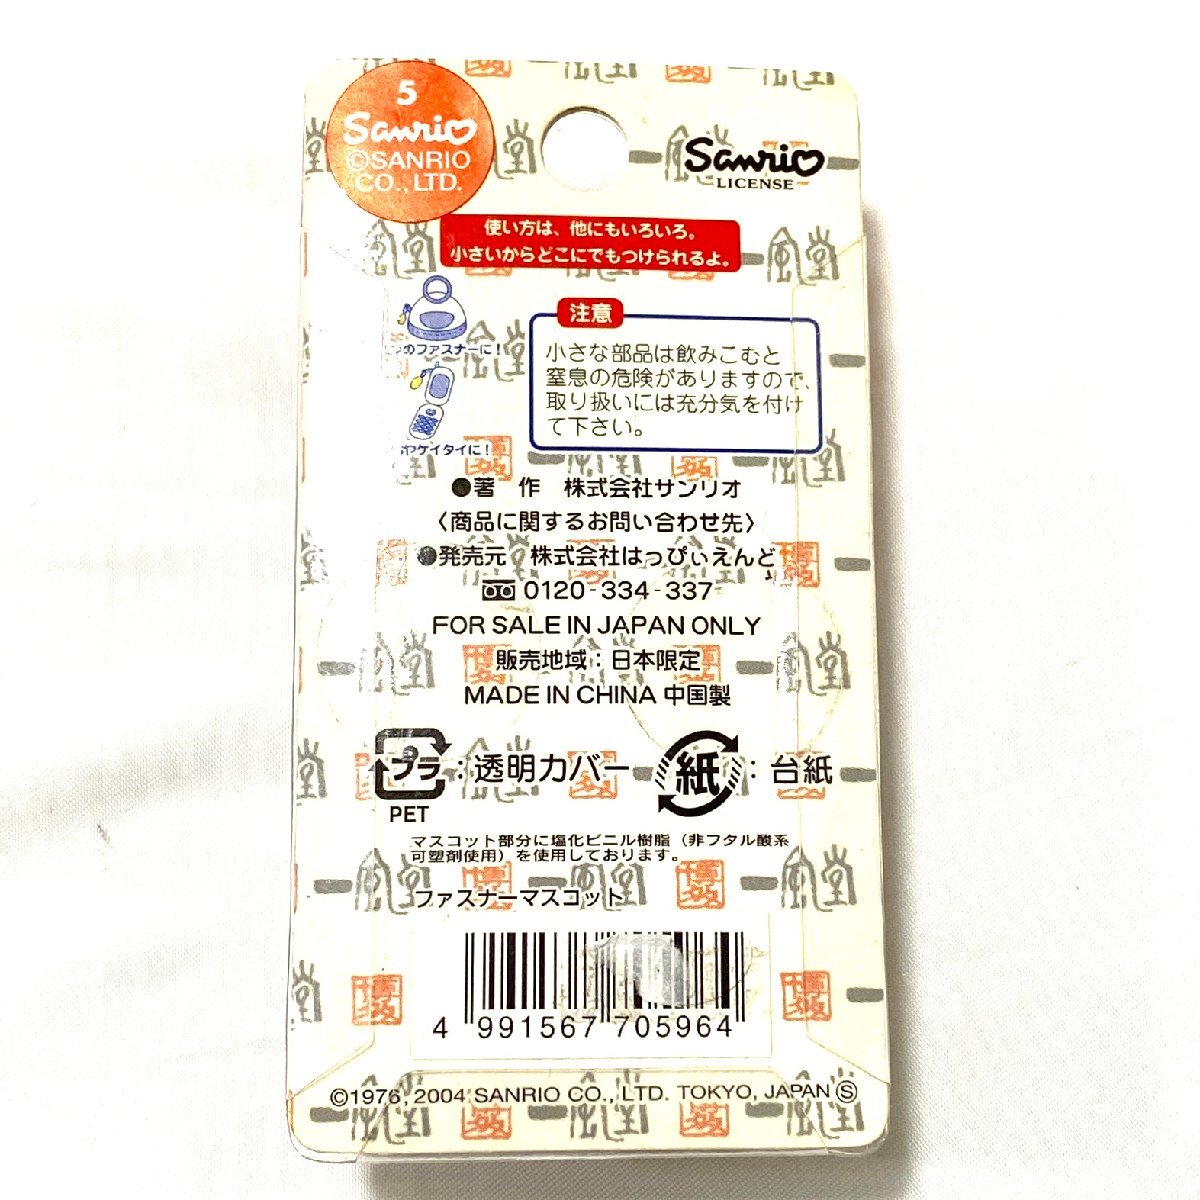 5
Sanrio
©SANRIO
CO., LTD.
Sanrio
LICENSE
使い方は、他にもいろいろ。
小さいからどこにでもつけられるよ。
のファスナーに!
やケイタイに!
注意
小さな部品は飲みこむと
窒息の危険がありますので、
取り扱いには充分気を付け
て下さい。
●著 作 株式会社サンリオ
〈商品に関するお問い合わせ先〉
●発売元 株式会社はっぴぃえんど
0120-334-337
FOR SALE IN JAPAN ONLY
販売地域:日本限定
MADE IN CHINA 中国製
プラ:透明カバー
PET
紙:台紙
マスコット部分に塩化ビニル樹脂(非フタル酸系
可塑剤使用)を使用しております。
ファスナーマスコット
4 991567 705964
©1976, 2004 SANRIO CO., LTD. TOKYO, JAPAN Ⓢ